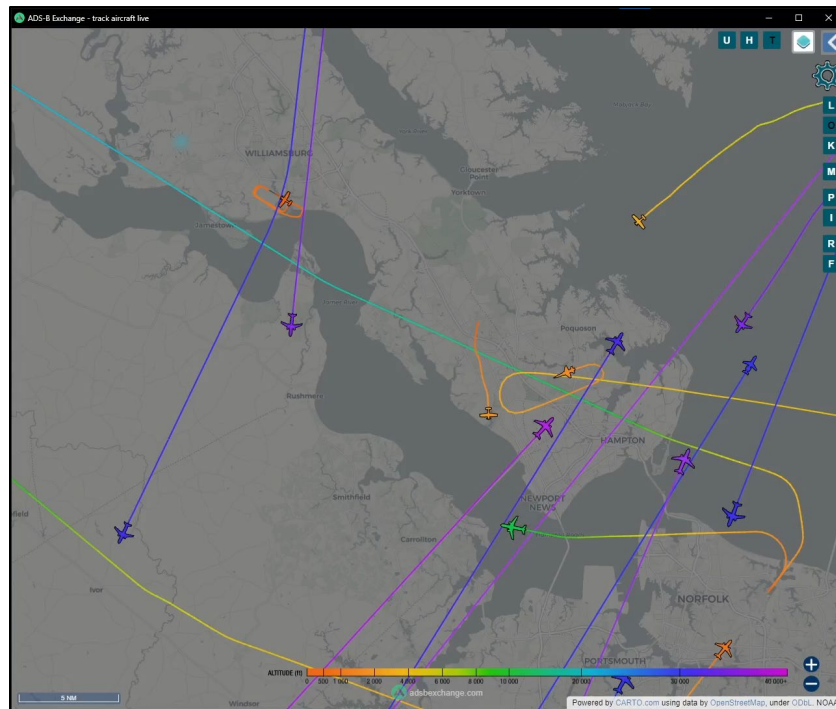 ADS-B Exchange - track aircraft live
U H T
WILLIAMSBURG
Gloucester
Point
Yorktown
Jamestown
James River
Poquoson
Rushmere
HAMPTON
Smithfield
NEWPORT
NEWS
Carrollton
Ivor
NORFOLK
PORTSMOUTH
Windsor
L
O
K
M
P
I
R
F
ALTITUDE (ft)
0 500 1 000 2 000 4 000 6 000 8 000 10 000 20 000 30 000 40 000+
adsbexchange.com
5 NM
Powered by CARTO.com using data by OpenStreetMap, under ODbL. NOAA